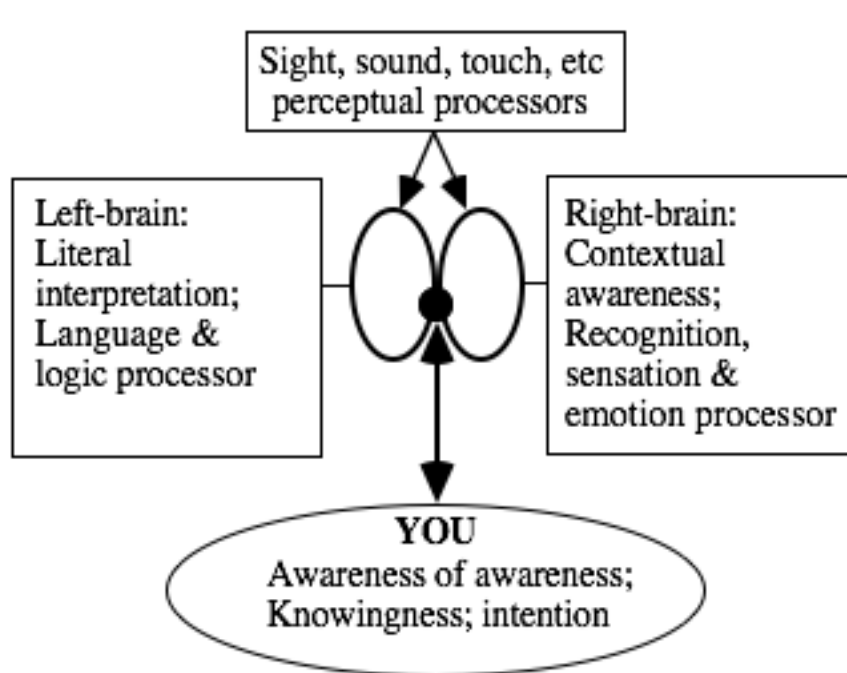 Sight, sound, touch, etc
perceptual processors
Left-brain:
Literal
interpretation;
Language &
logic processor
Right-brain:
Contextual
awareness;
Recognition,
sensation &
emotion processor
YOU
Awareness of awareness;
Knowingness; intention